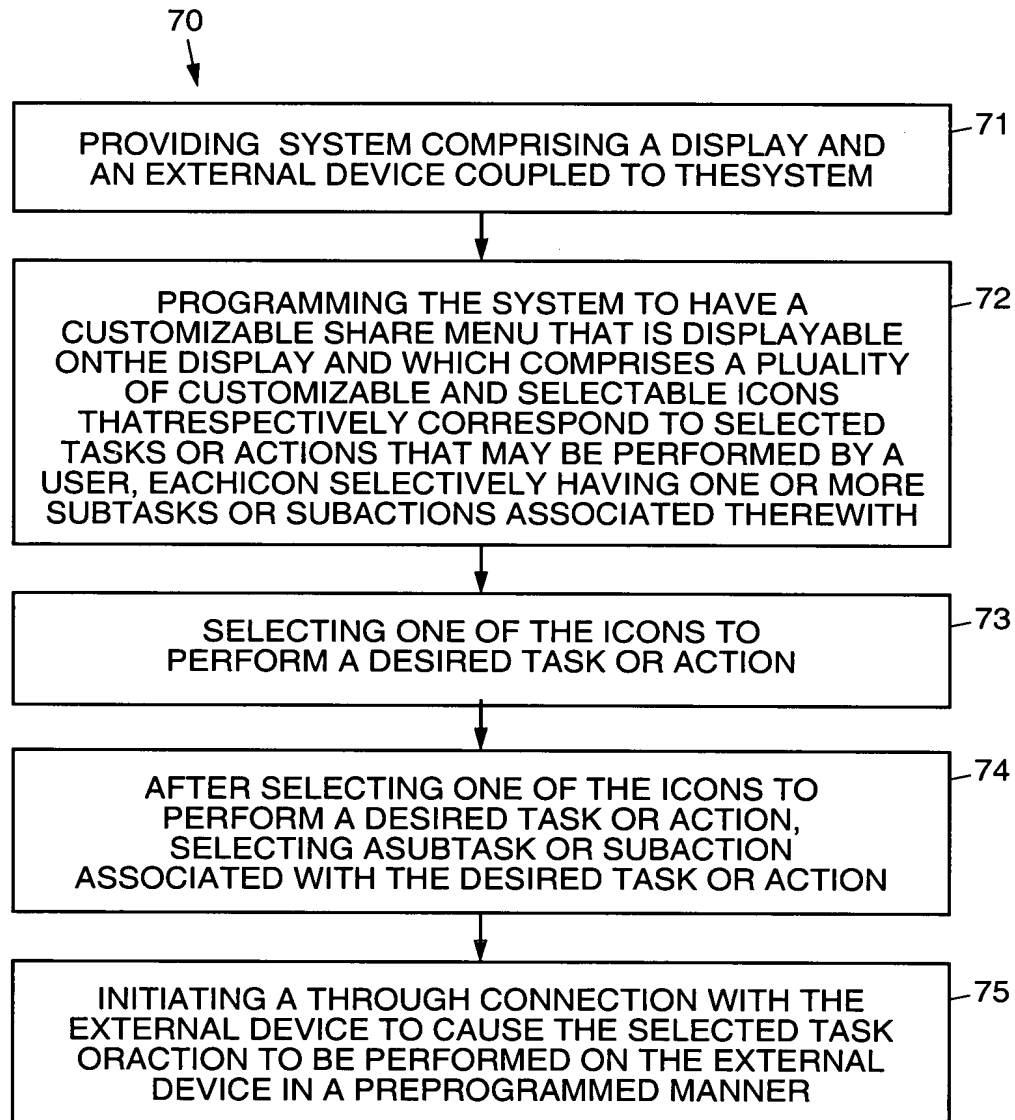 70
71
PROVIDING SYSTEM COMPRISING A DISPLAY AND
AN EXTERNAL DEVICE COUPLED TO THESYSTEM
72
PROGRAMMING THE SYSTEM TO HAVE A
CUSTOMIZABLE SHARE MENU THAT IS DISPLAYABLE
ONTHE DISPLAY AND WHICH COMPRISES A PLUALITY
OF CUSTOMIZABLE AND SELECTABLE ICONS
THATRESPECTIVELY CORRESPOND TO SELECTED
TASKS OR ACTIONS THAT MAY BE PERFORMED BY A
USER, EACHICON SELECTIVELY HAVING ONE OR MORE
SUBTASKS OR SUBACTIONS ASSOCIATED THEREWITH
73
SELECTING ONE OF THE ICONS TO
PERFORM A DESIRED TASK OR ACTION
74
AFTER SELECTING ONE OF THE ICONS TO
PERFORM A DESIRED TASK OR ACTION,
SELECTING ASUBTASK OR SUBACTION
ASSOCIATED WITH THE DESIRED TASK OR ACTION
75
INITIATING A THROUGH CONNECTION WITH THE
EXTERNAL DEVICE TO CAUSE THE SELECTED TASK
ORACTION TO BE PERFORMED ON THE EXTERNAL
DEVICE IN A PREPROGRAMMED MANNER